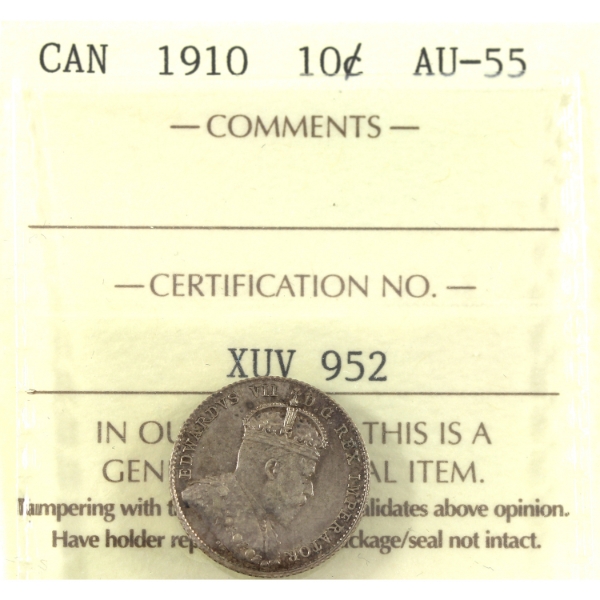 CAN 1910 10¢ AU-55
— COMMENTS —
— CERTIFICATION NO. —
XUV 952
IN OU THIS IS A
GEN AL ITEM.
Tampering with t alidates above opinion.
Have holder rep ckage/seal not intact.
EDWARDVS VII D.G. REX IMPERATOR